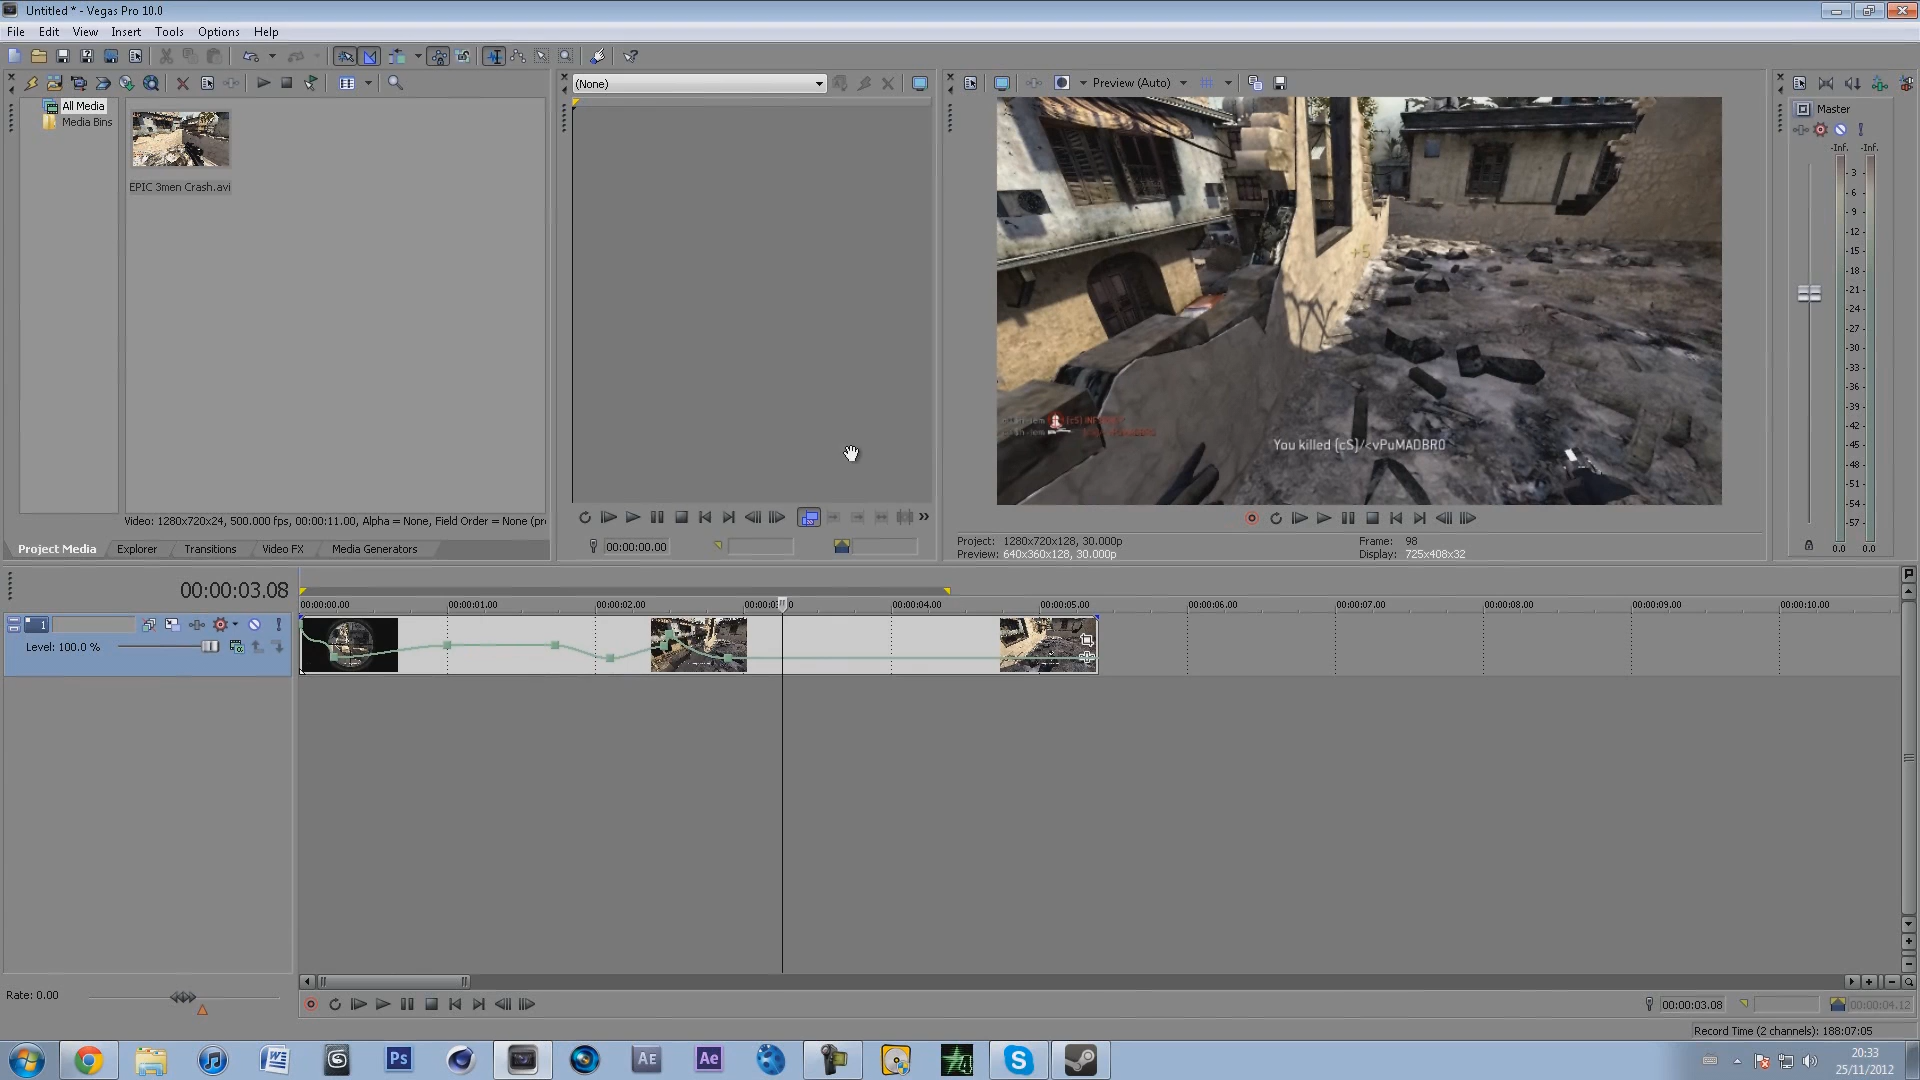 Untitled * - Vegas Pro 10.0
File Edit View Insert Tools Options Help
(None)
Preview (Auto)
All Media
Media Bins
EPIC 3men Crash.avi
Master
-Inf. -Inf.
3
6
9
12
15
18
21
24
27
30
33
36
39
42
45
48
51
54
57
0.0 0.0
+5
You killed [cS]/<vPuMADBRO
Video: 1280x720x24, 500.000 fps, 00:00:11.00, Alpha = None, Field Order = None (pr
Project Media Explorer Transitions Video FX Media Generators
00:00:00.00
Project: 1280x720x128, 30.000p
Preview: 640x360x128, 30.000p
Frame: 98
Display: 725x408x32
00:00:03.08
00:00:00.00 00:00:01.00 00:00:02.00 00:00:04.00 00:00:05.00 00:00:06.00 00:00:07.00 00:00:08.00 00:00:09.00 00:00:10.00
1
Level: 100.0 %
Rate: 0.00
00:00:03.08
00:00:04.12
Record Time (2 channels): 188:07:05
Ps
AE
Ae
20:33
25/11/2012